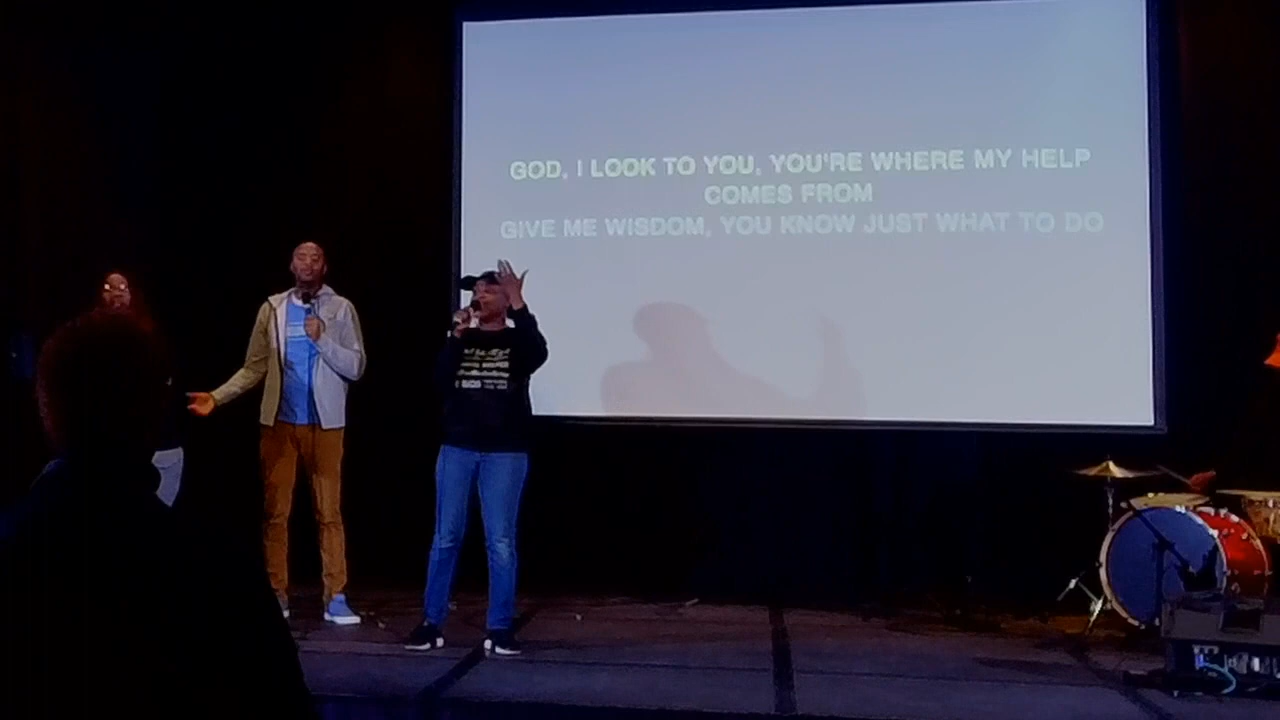 GOD, I LOOK TO YOU, YOU'RE WHERE MY HELP
COMES FROM
GIVE ME WISDOM, YOU KNOW JUST WHAT TO DO